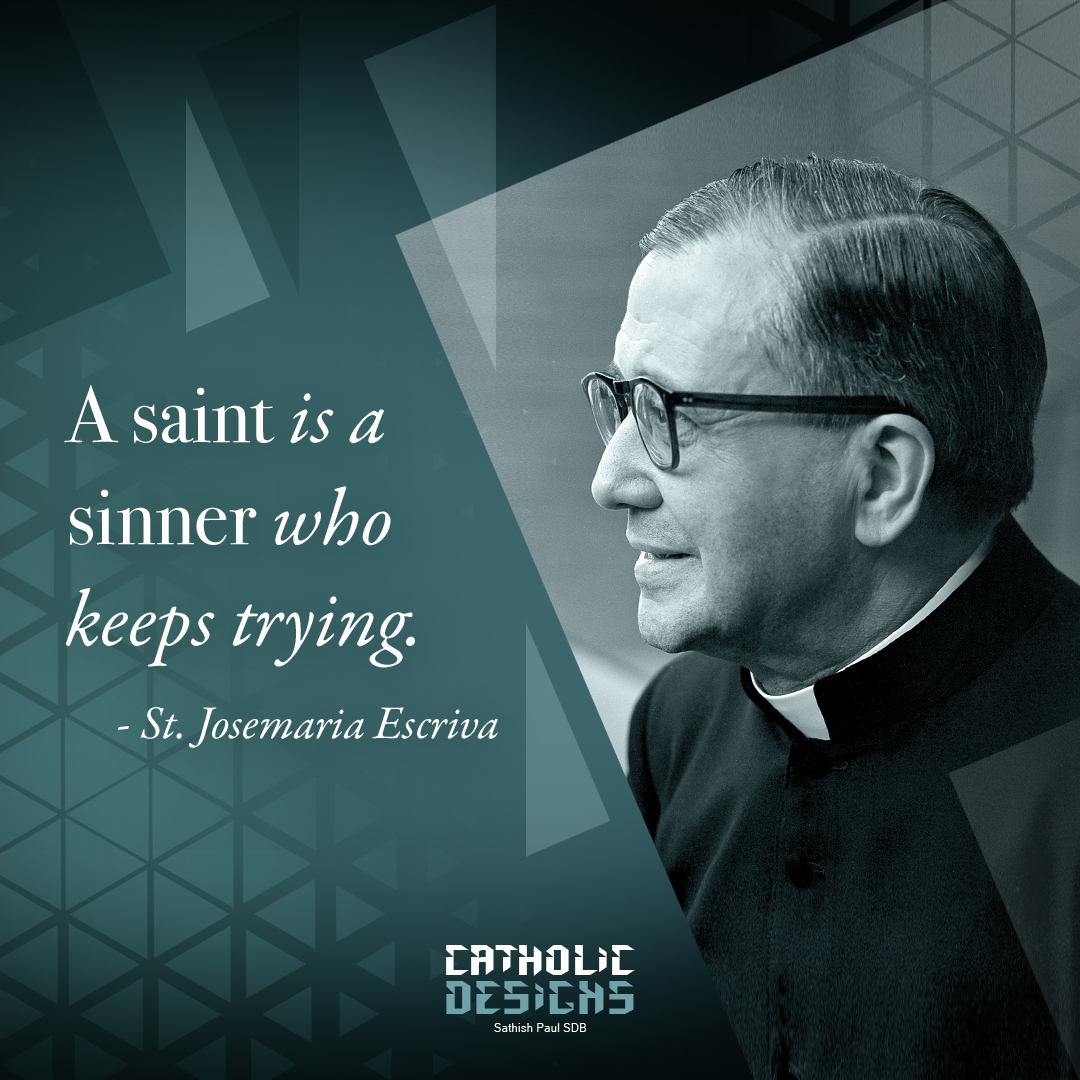 A saint is a
sinner who
keeps trying.
- St. Josemaria Escriva
CATHOLIC
DESIGNS
Sathish Paul SDB